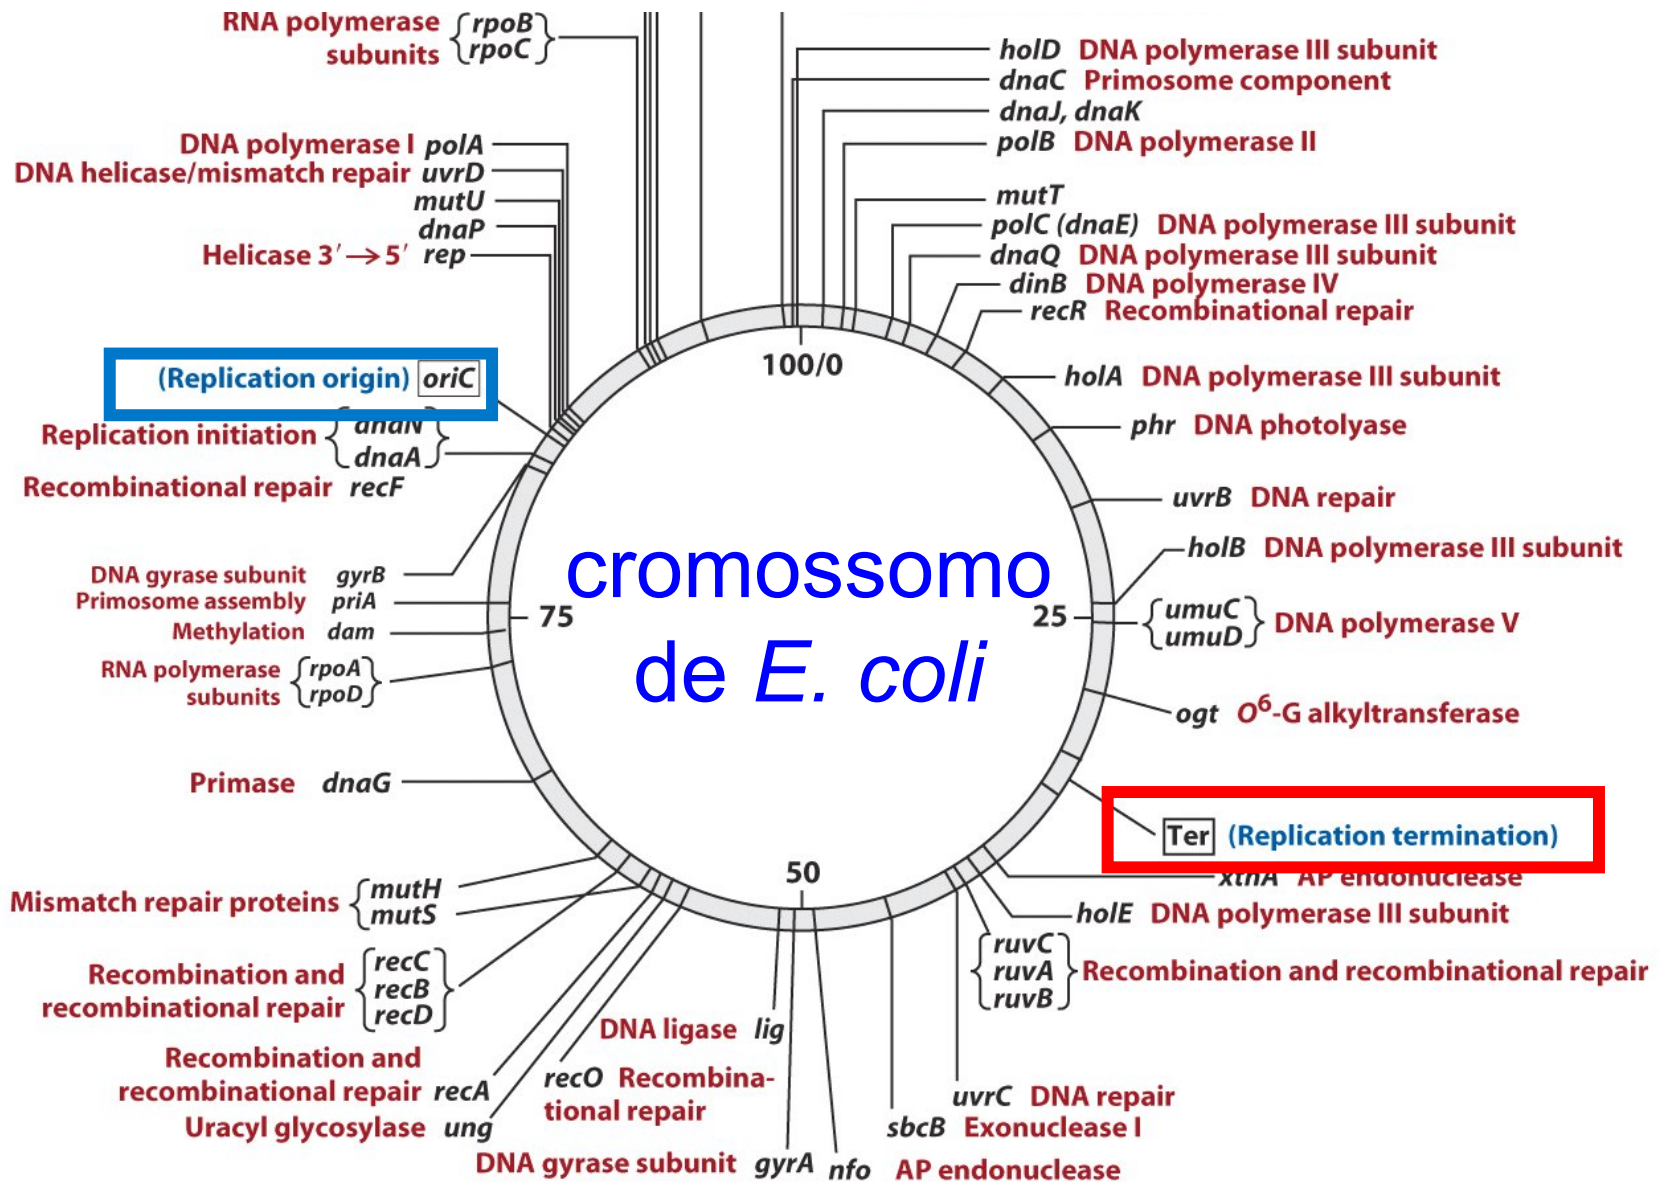 RNA polymerase subunits { rpoB rpoC }
DNA polymerase I polA
DNA helicase/mismatch repair uvrD
mutU
dnaP
Helicase 3′ → 5′ rep
(Replication origin) oriC
Replication initiation { dnaN dnaA }
Recombinational repair recF
DNA gyrase subunit gyrB
Primosome assembly priA
Methylation dam
RNA polymerase subunits { rpoA rpoD }
Primase dnaG
Mismatch repair proteins { mutH mutS }
Recombination and recombinational repair { recC recB recD }
Recombination and
recombinational repair recA
Uracyl glycosylase ung
holD DNA polymerase III subunit
dnaC Primosome component
dnaJ, dnaK
polB DNA polymerase II
mutT
polC (dnaE) DNA polymerase III subunit
dnaQ DNA polymerase III subunit
dinB DNA polymerase IV
recR Recombinational repair
holA DNA polymerase III subunit
phr DNA photolyase
uvrB DNA repair
holB DNA polymerase III subunit
{ umuC umuD } DNA polymerase V
ogt O⁶-G alkyltransferase
Ter (Replication termination)
xthA AP endonuclease
holE DNA polymerase III subunit
{ ruvC ruvA ruvB } Recombination and recombinational repair
uvrC DNA repair
sbcB Exonuclease I
nfo AP endonuclease
DNA gyrase subunit gyrA
DNA ligase lig
recO Recombina-
tional repair
100/0
25
50
75
cromossomo
de E. coli